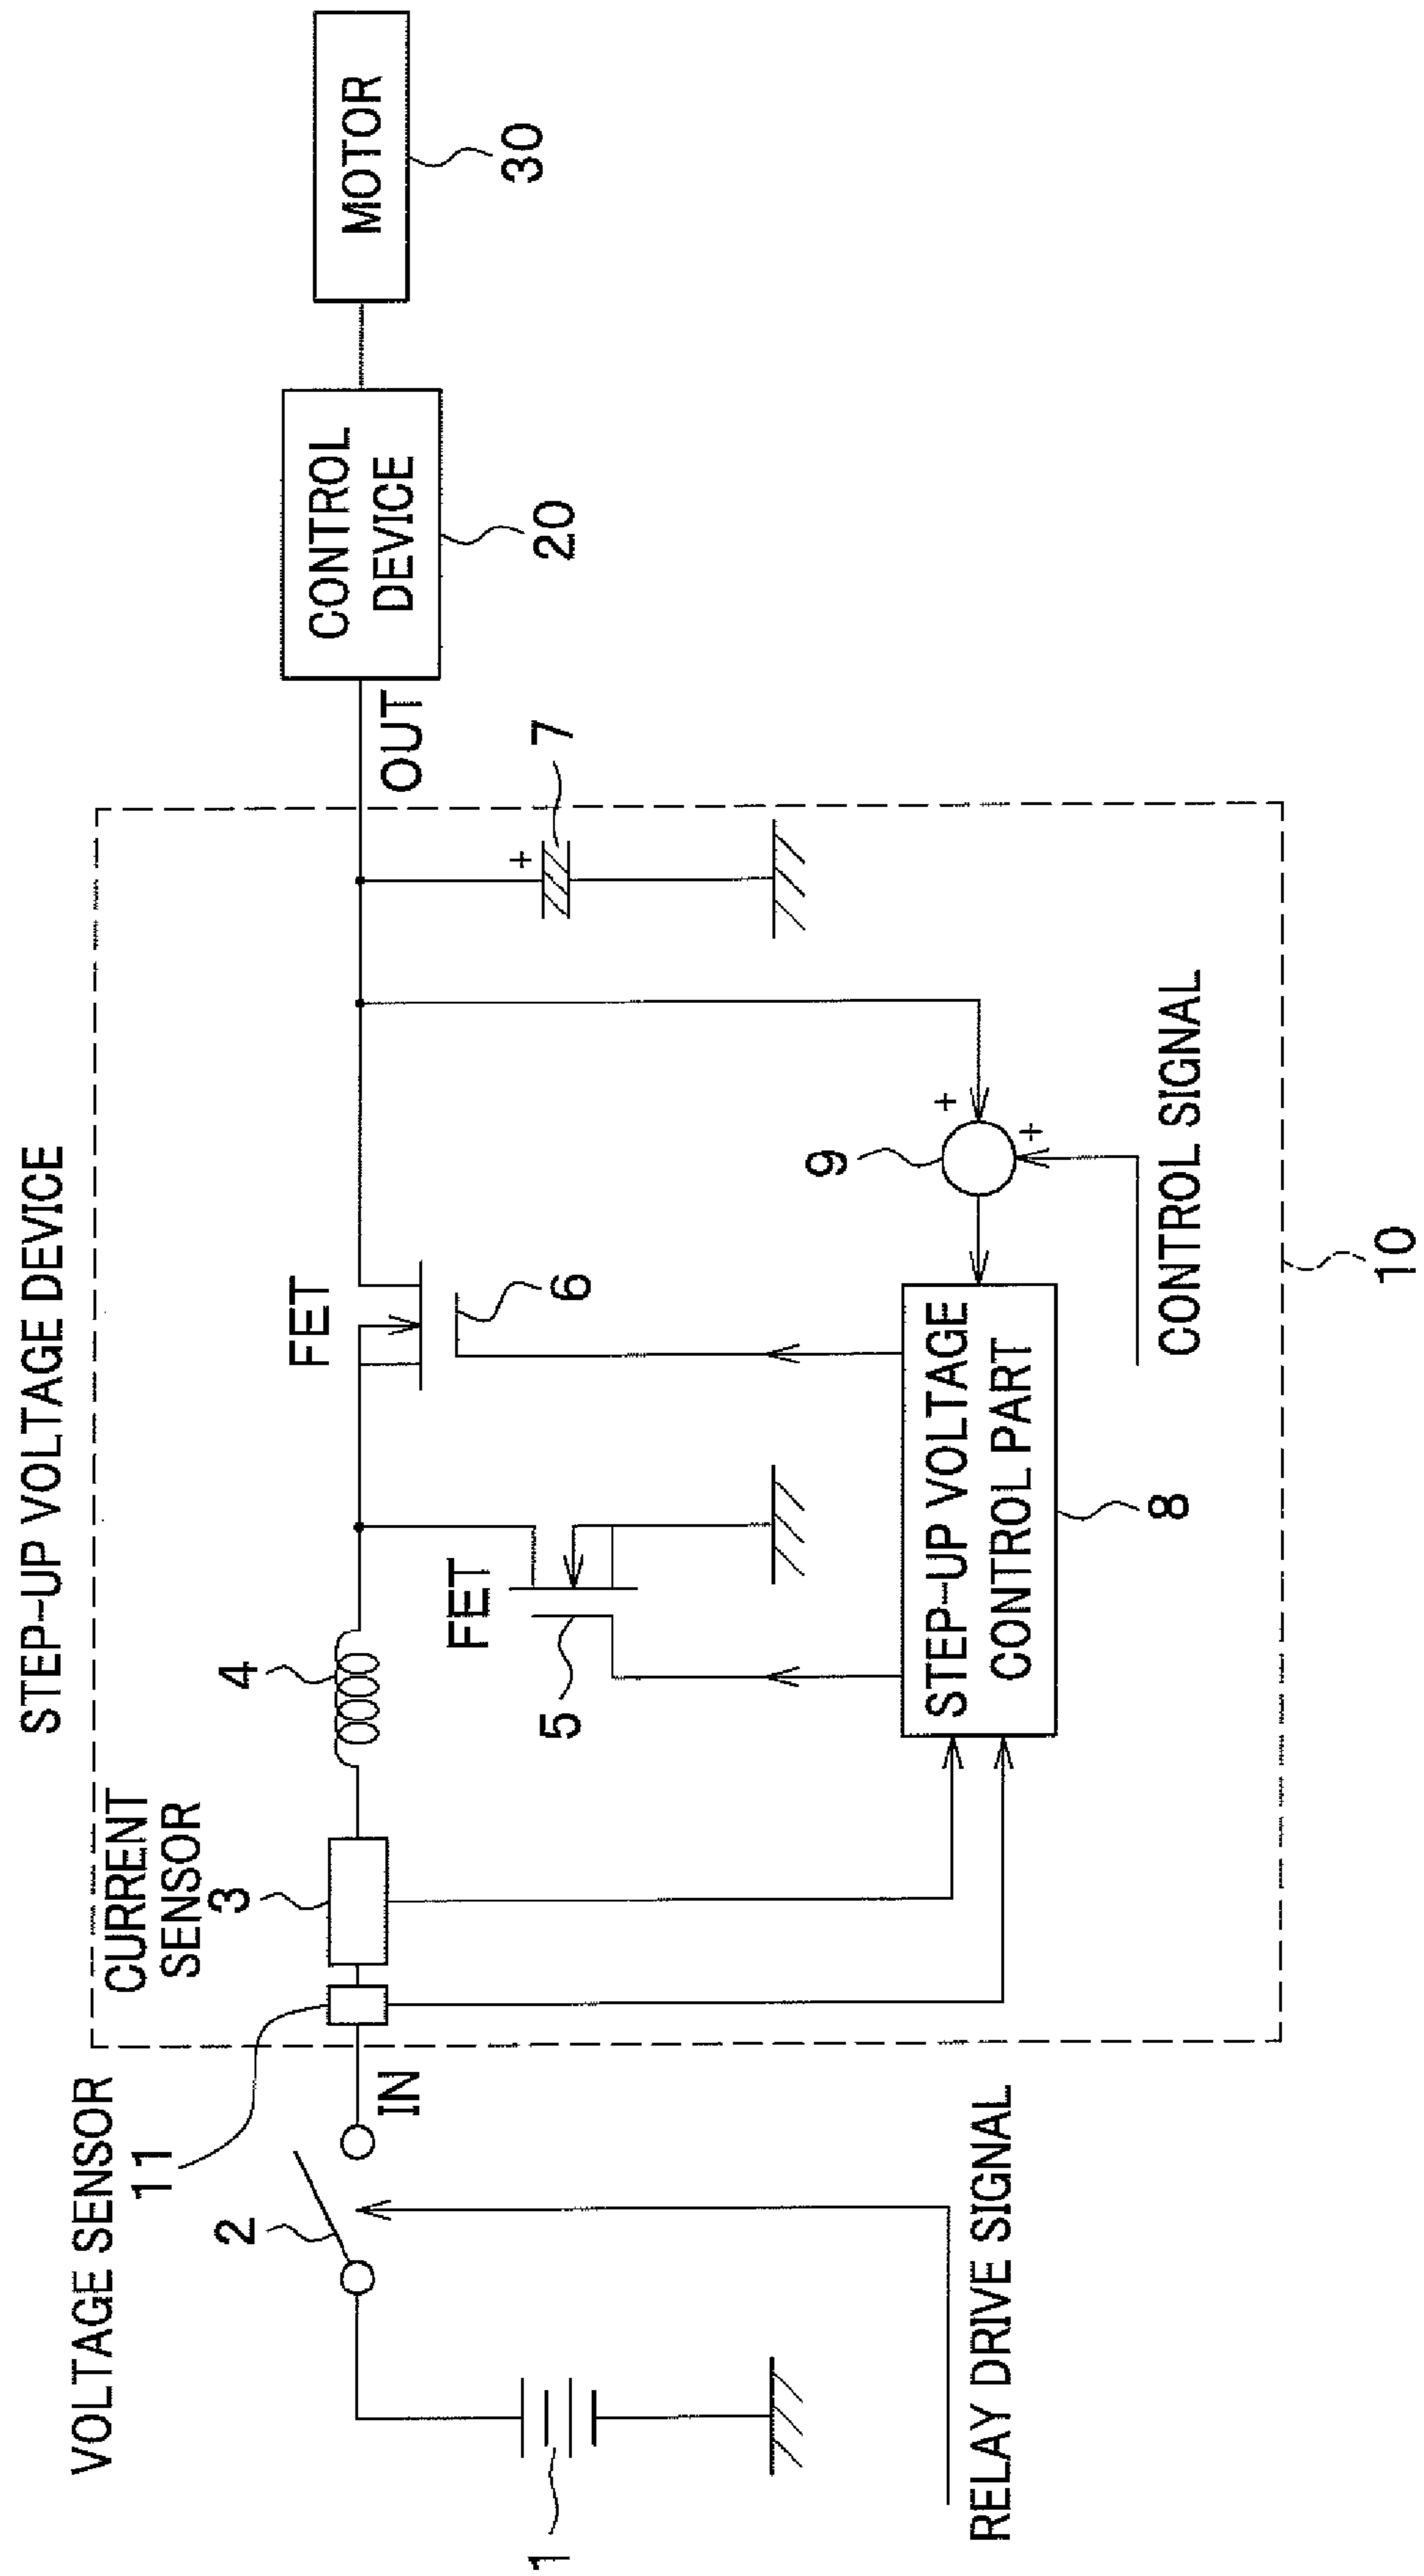 STEP-UP VOLTAGE DEVICE
VOLTAGE SENSOR
11
CURRENT
SENSOR
3
4
FET
2
IN
OUT
CONTROL
DEVICE
20
MOTOR
30
1
FET
5
6
+
7
9
+
+
STEP-UP VOLTAGE
CONTROL PART
8
RELAY DRIVE SIGNAL
CONTROL SIGNAL
10